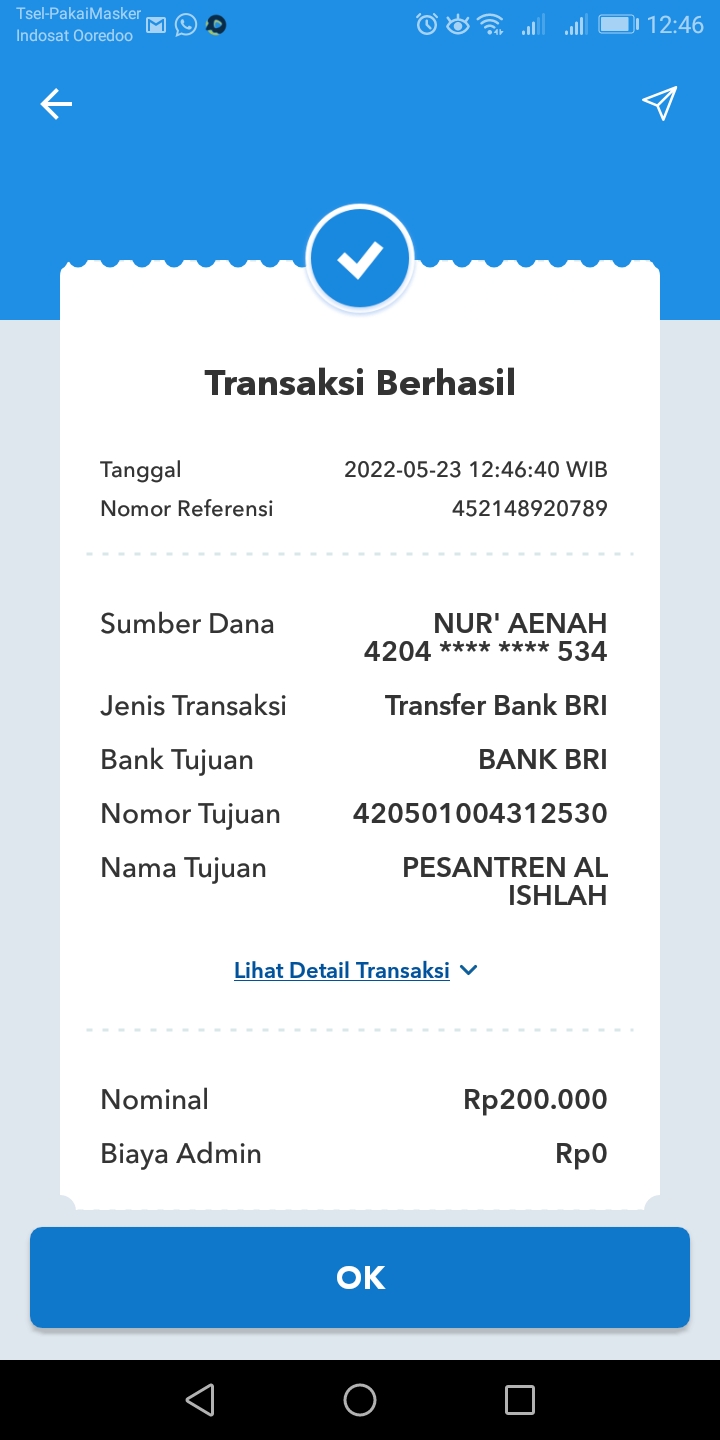 Tsel-PakaiMasker
Indosat Ooredoo
12:46
Transaksi Berhasil
Tanggal 2022-05-23 12:46:40 WIB
Nomor Referensi 452148920789
Sumber Dana NUR' AENAH
4204 **** **** 534
Jenis Transaksi Transfer Bank BRI
Bank Tujuan BANK BRI
Nomor Tujuan 420501004312530
Nama Tujuan PESANTREN AL
ISHLAH
Lihat Detail Transaksi
Nominal Rp200.000
Biaya Admin Rp0
OK